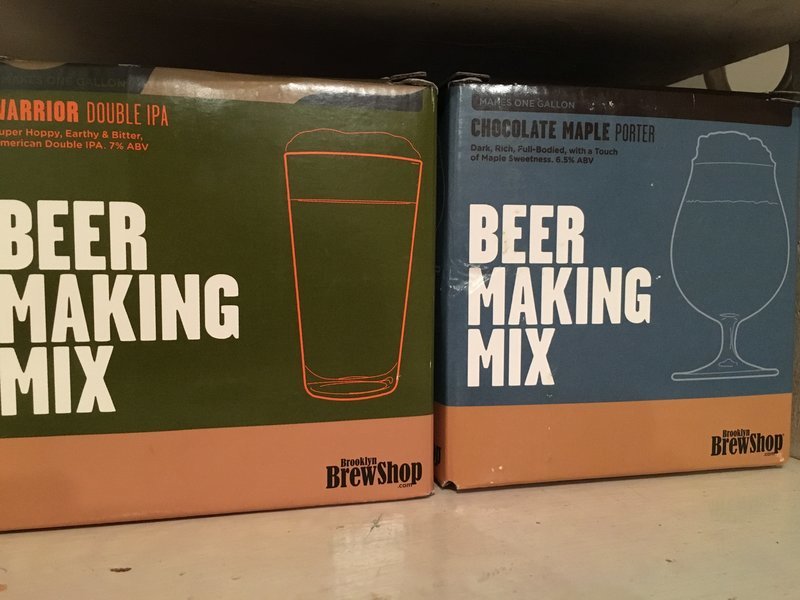 MAKES ONE GALLON
WARRIOR DOUBLE IPA
uper Hoppy, Earthy & Bitter,
merican Double IPA. 7% ABV
BEER
MAKING
MIX
Brooklyn
BrewShop
.com
MAKES ONE GALLON
CHOCOLATE MAPLE PORTER
Dark, Rich, Full-Bodied, with a Touch
of Maple Sweetness. 6.5% ABV
BEER
MAKING
MIX
Brooklyn
BrewShop
.com